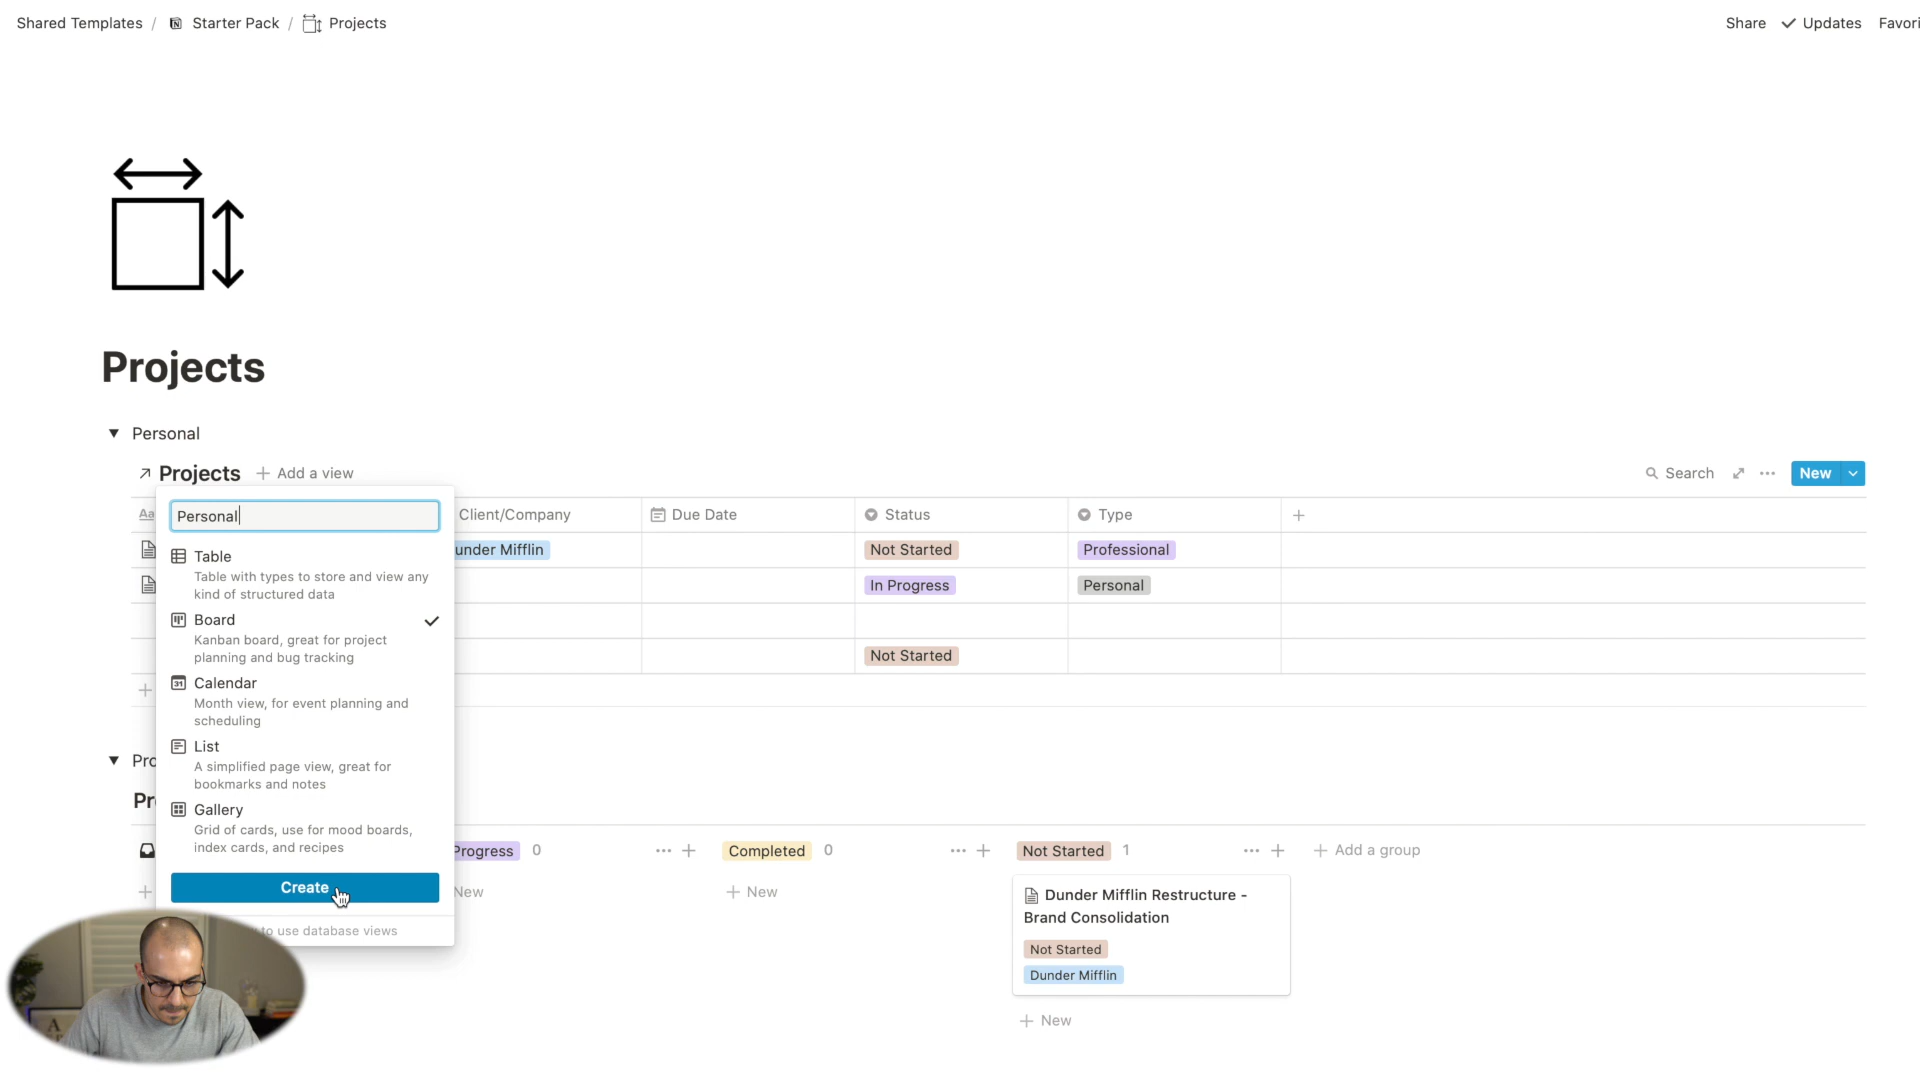 Shared Templates / Starter Pack / Projects
Share Updates Favori
Projects
Personal
Projects + Add a view
Search New
Personal
Aa Client/Company Due Date Status Type
Table
Table with types to store and view any
kind of structured data
Board
Kanban board, great for project
planning and bug tracking
Calendar
Month view, for event planning and
scheduling
31
List
A simplified page view, great for
bookmarks and notes
Gallery
Grid of cards, use for mood boards,
index cards, and recipes
Create
to use database views
under Mifflin Not Started Professional
In Progress Personal
Not Started
Pro
Pr
Progress 0 Completed 0 Not Started 1 + Add a group
New + New
Dunder Mifflin Restructure -
Brand Consolidation
Not Started
Dunder Mifflin
+ New